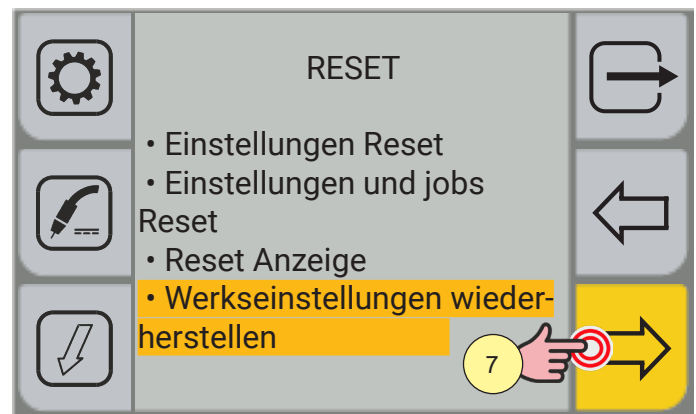 RESET
• Einstellungen Reset
• Einstellungen und jobs
Reset
• Reset Anzeige
• Werkseinstellungen wieder-
herstellen
7